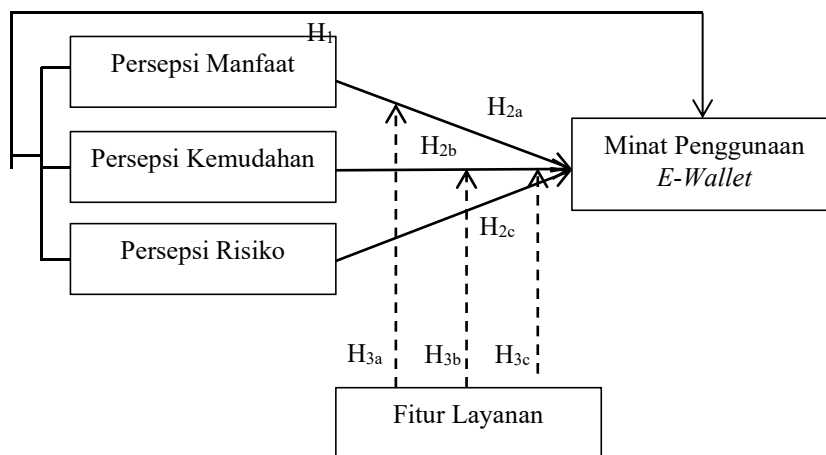 H1
Persepsi Manfaat
H2a
Persepsi Kemudahan
H2b
Minat Penggunaan
E-Wallet
Persepsi Risiko
H2c
H3a
H3b
H3c
Fitur Layanan